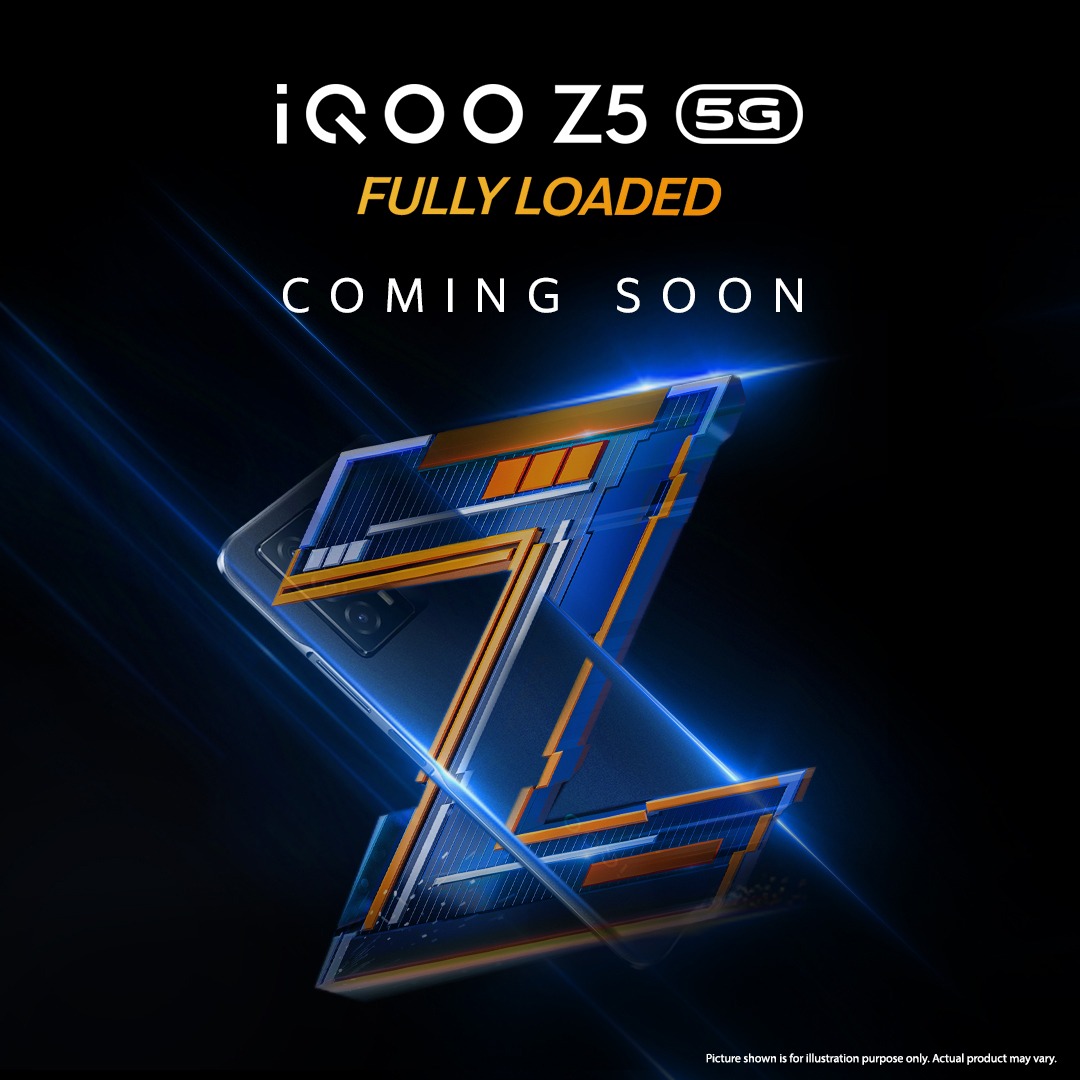 iQOO Z5 5G
FULLY LOADED
COMING SOON
Picture shown is for illustration purpose only. Actual product may vary.